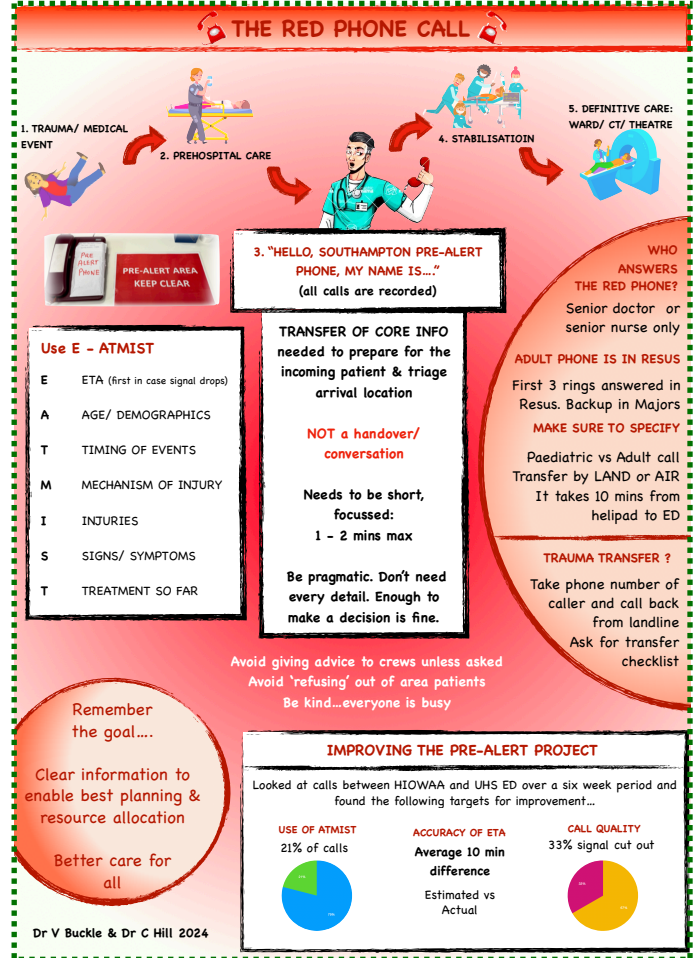 THE RED PHONE CALL
1. TRAUMA/ MEDICAL
EVENT
2. PREHOSPITAL CARE
4. STABILISATIOIN
5. DEFINITIVE CARE:
WARD/ CT/ THEATRE
PRE
ALERT
PHONE
PRE-ALERT AREA
KEEP CLEAR
3. "HELLO, SOUTHAMPTON PRE-ALERT
PHONE, MY NAME IS...."
(all calls are recorded)
Use E - ATMIST
E ETA (first in case signal drops)
A AGE/ DEMOGRAPHICS
T TIMING OF EVENTS
M MECHANISM OF INJURY
I INJURIES
S SIGNS/ SYMPTOMS
T TREATMENT SO FAR
TRANSFER OF CORE INFO
needed to prepare for the
incoming patient & triage
arrival location
NOT a handover/
conversation
Needs to be short,
focussed:
1 - 2 mins max
Be pragmatic. Don't need
every detail. Enough to
make a decision is fine.
WHO
ANSWERS
THE RED PHONE?
Senior doctor or
senior nurse only
ADULT PHONE IS IN RESUS
First 3 rings answered in
Resus. Backup in Majors
MAKE SURE TO SPECIFY
Paediatric vs Adult call
Transfer by LAND or AIR
It takes 10 mins from
helipad to ED
TRAUMA TRANSFER ?
Take phone number of
caller and call back
from landline
Ask for transfer
checklist
Avoid giving advice to crews unless asked
Avoid 'refusing' out of area patients
Be kind...everyone is busy
Remember
the goal....
Clear information to
enable best planning &
resource allocation
Better care for
all
IMPROVING THE PRE-ALERT PROJECT
Looked at calls between HIOWAA and UHS ED over a six week period and
found the following targets for improvement...
USE OF ATMIST
21% of calls
21%
79%
ACCURACY OF ETA
Average 10 min
difference
Estimated vs
Actual
CALL QUALITY
33% signal cut out
Dr V Buckle & Dr C Hill 2024